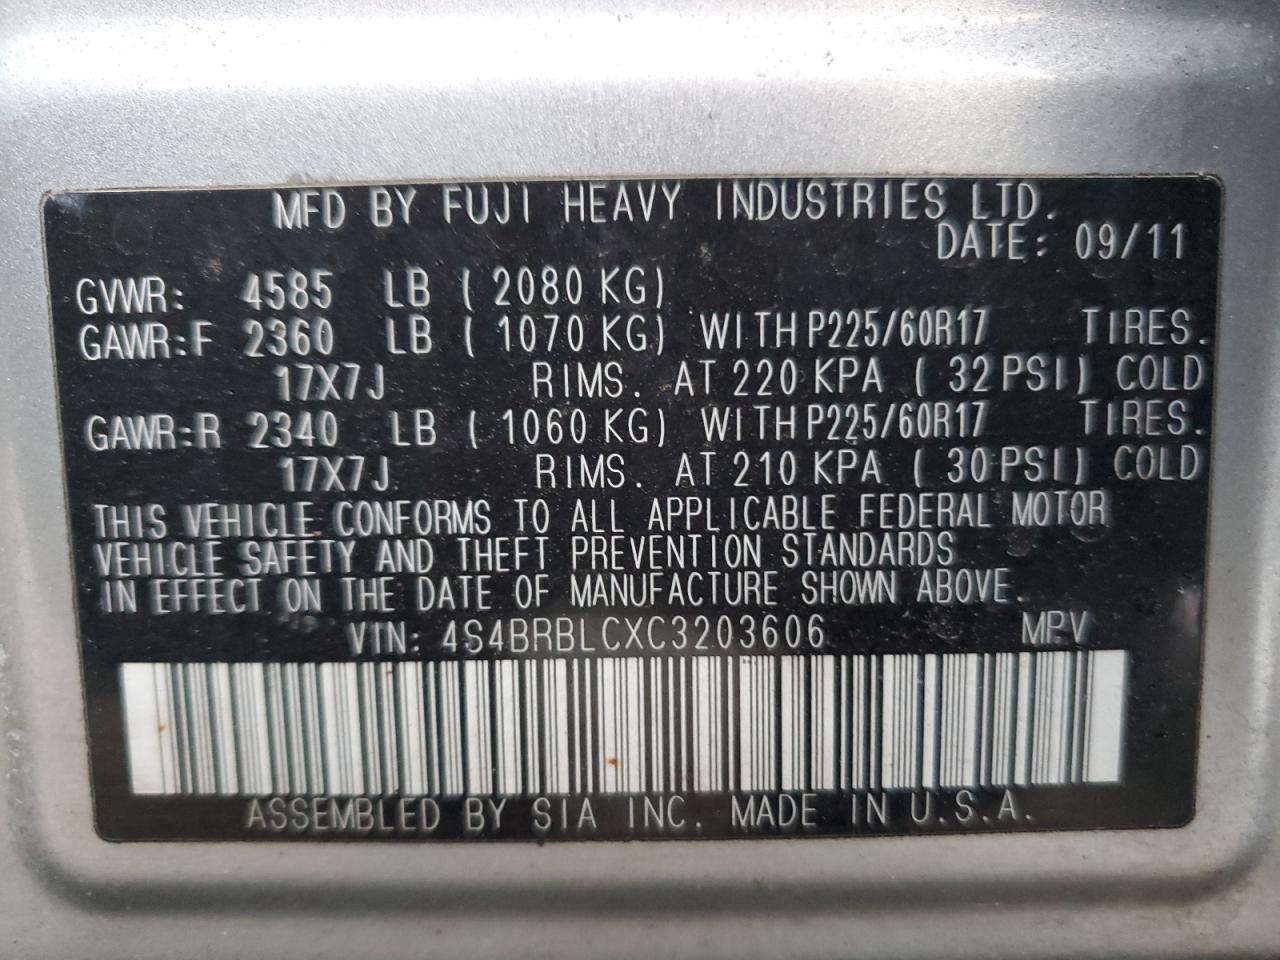 MFD BY FUJI HEAVY INDUSTRIES LTD.
DATE: 09/11
GVWR: 4585 LB ( 2080 KG)
GAWR:F 2360 LB ( 1070 KG) WITH P225/60R17 TIRES.
17X7J RIMS. AT 220 KPA ( 32 PSI) COLD
GAWR:R 2340 LB ( 1060 KG) WITH P225/60R17 TIRES.
17X7J RIMS. AT 210 KPA ( 30 PSI) COLD
THIS VEHICLE CONFORMS TO ALL APPLICABLE FEDERAL MOTOR
VEHICLE SAFETY AND THEFT PREVENTION STANDARDS
IN EFFECT ON THE DATE OF MANUFACTURE SHOWN ABOVE.
VIN: 4S4BRBLCXC3203606 MPV
ASSEMBLED BY SIA INC. MADE IN U.S.A.